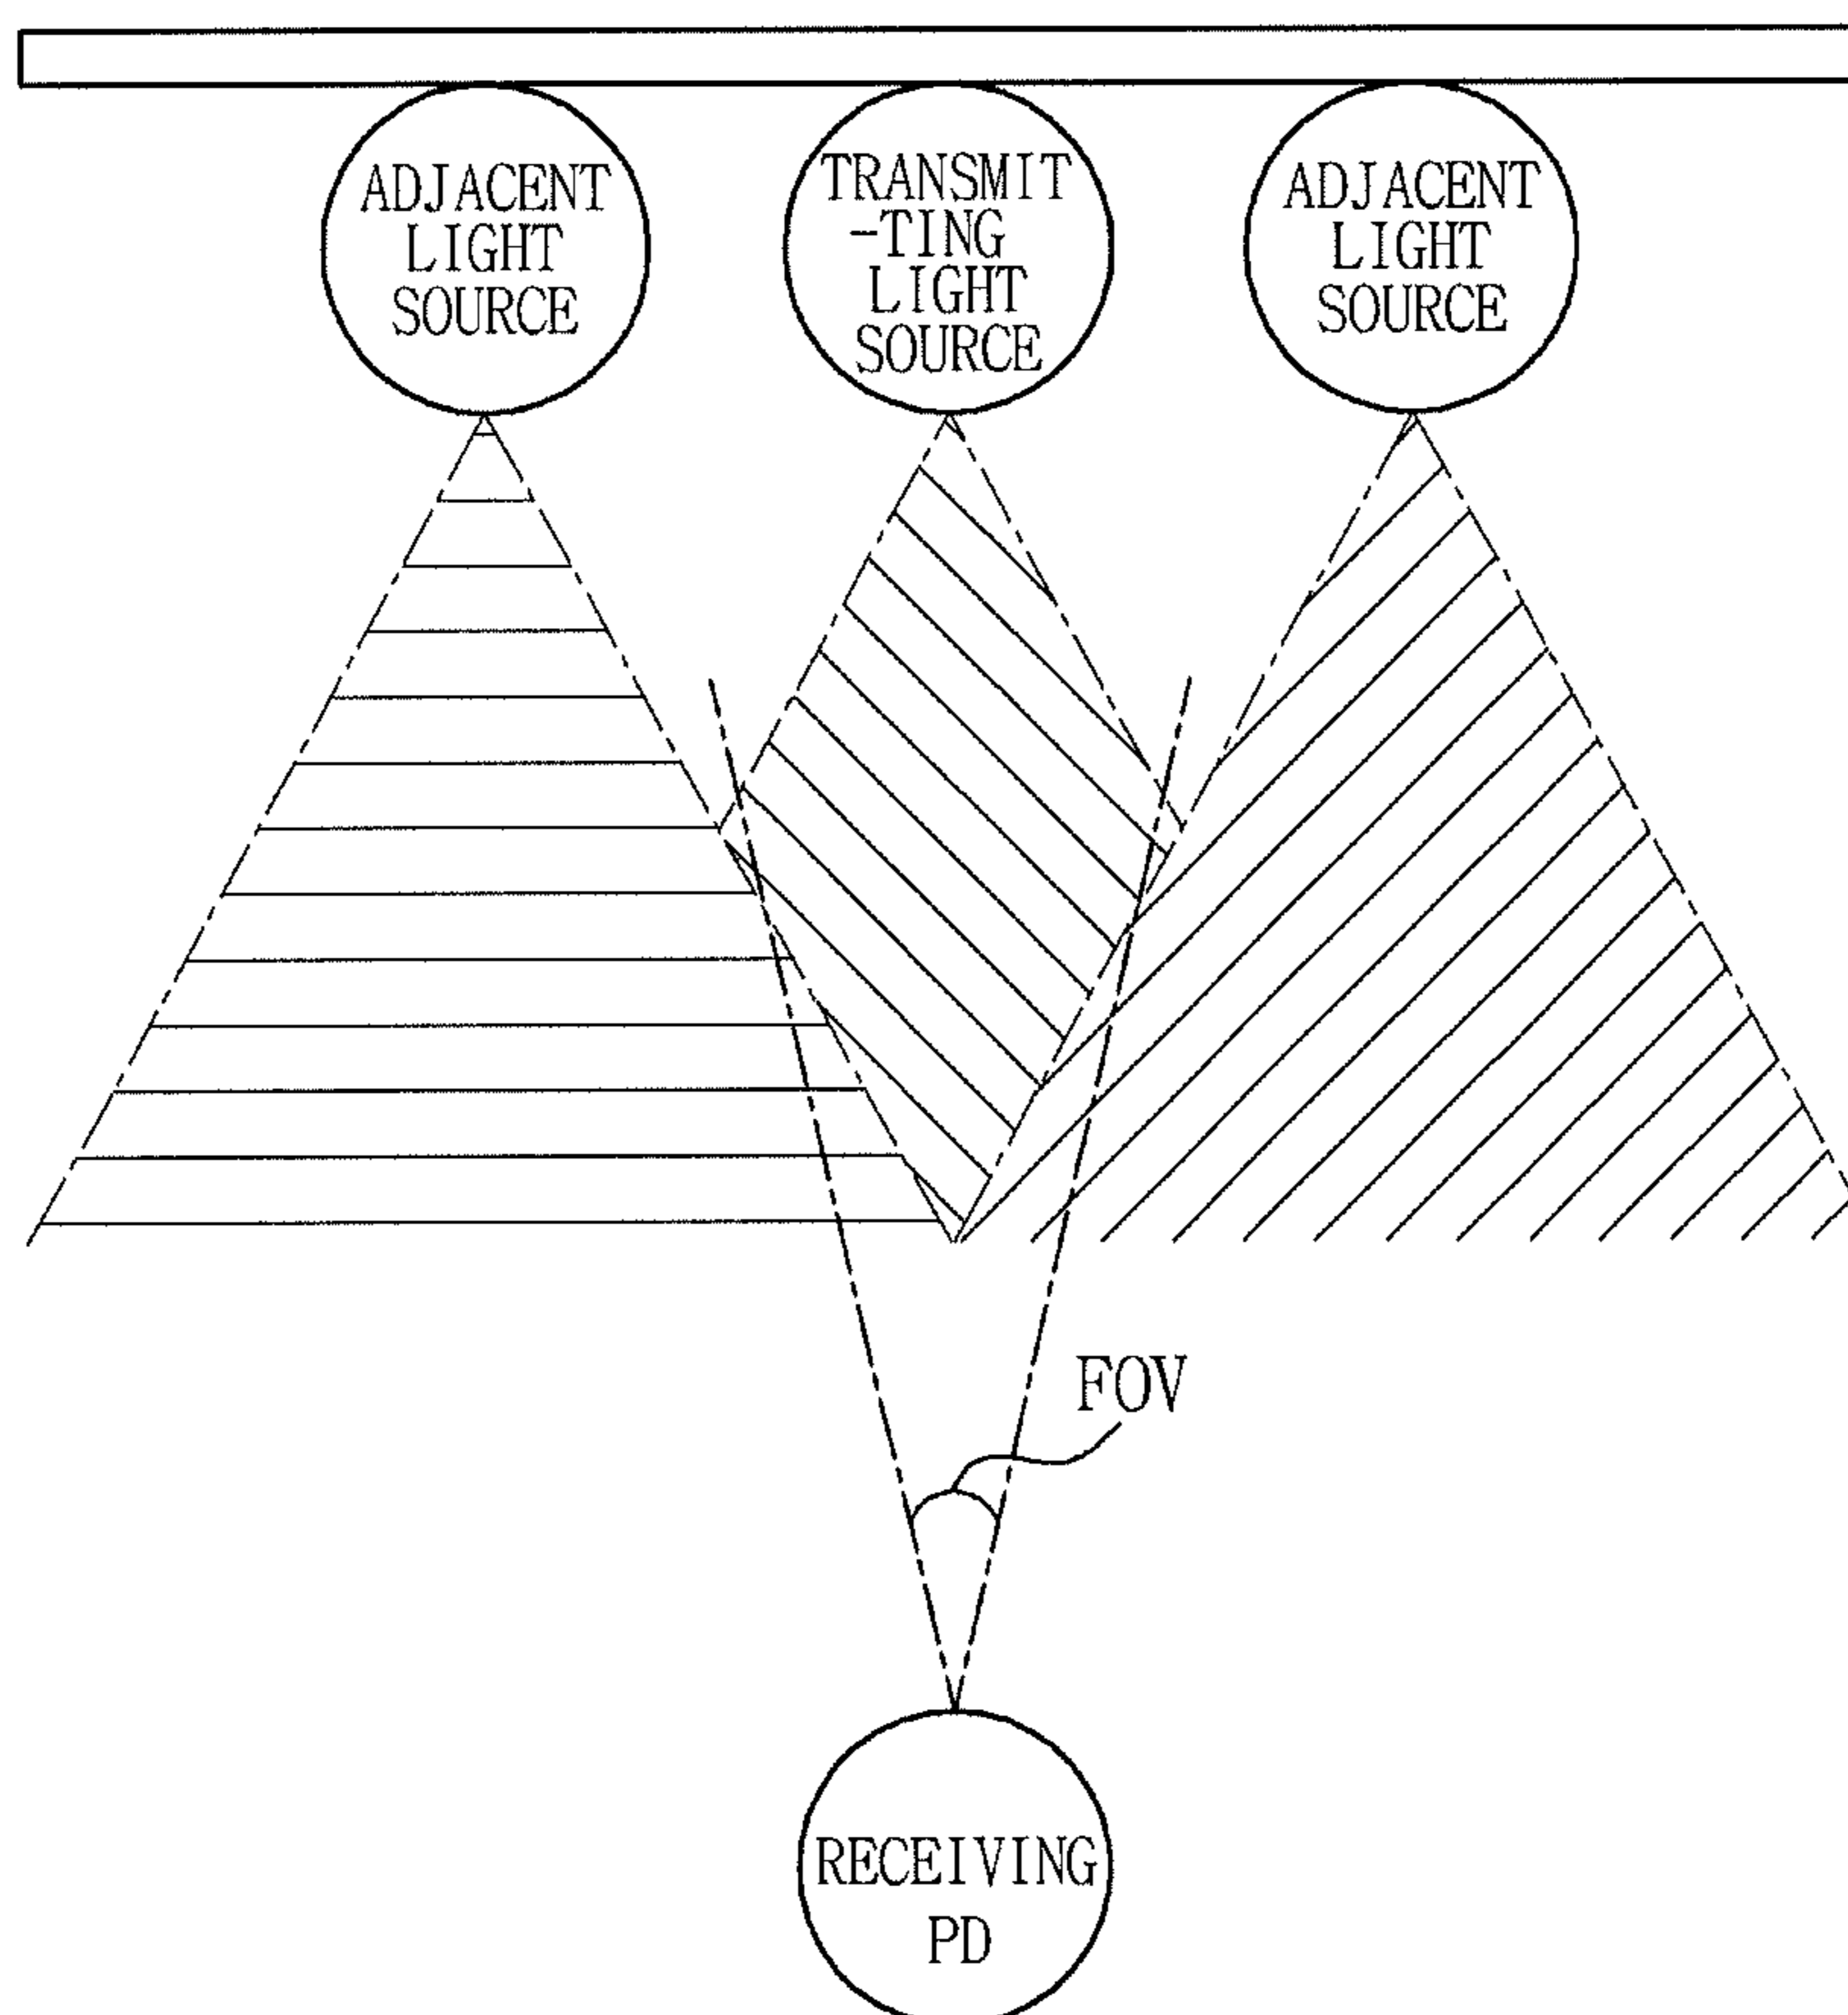 ADJACENT
LIGHT
SOURCE
TRANSMIT
-TING
LIGHT
SOURCE
ADJACENT
LIGHT
SOURCE
FOV
RECEIVING
PD